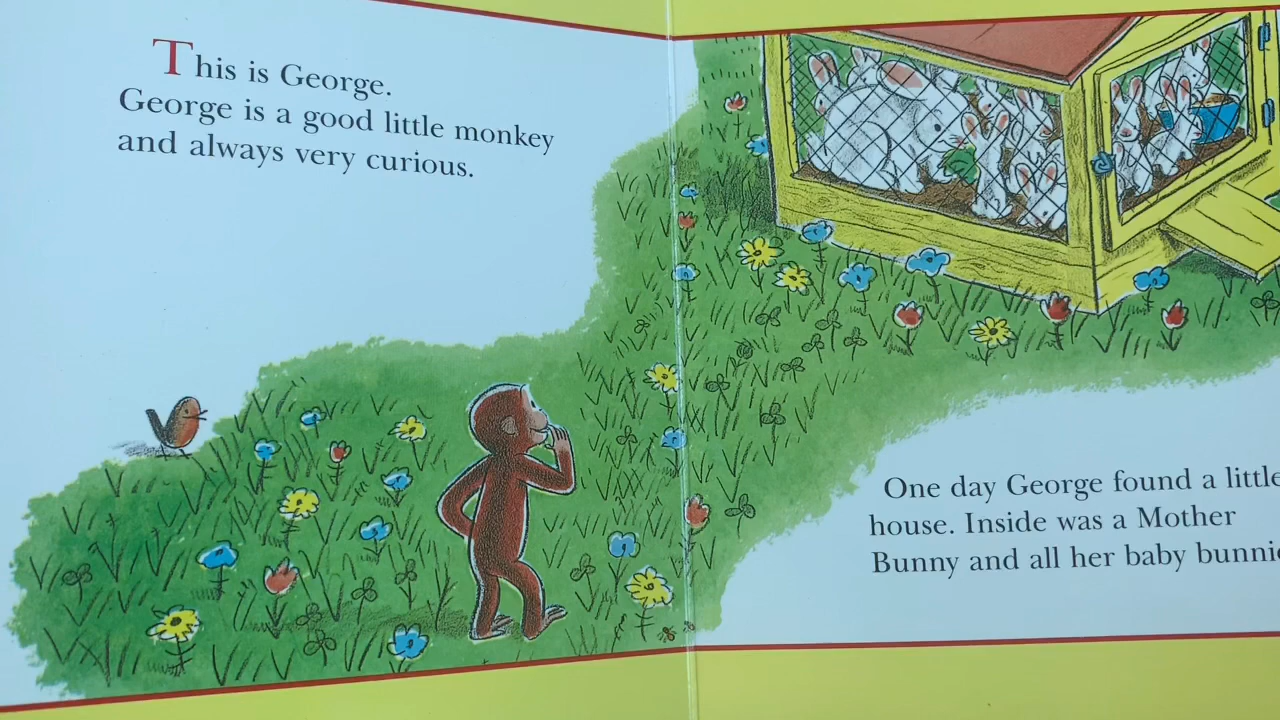 This is George.
George is a good little monkey
and always very curious.
One day George found a little
house. Inside was a Mother
Bunny and all her baby